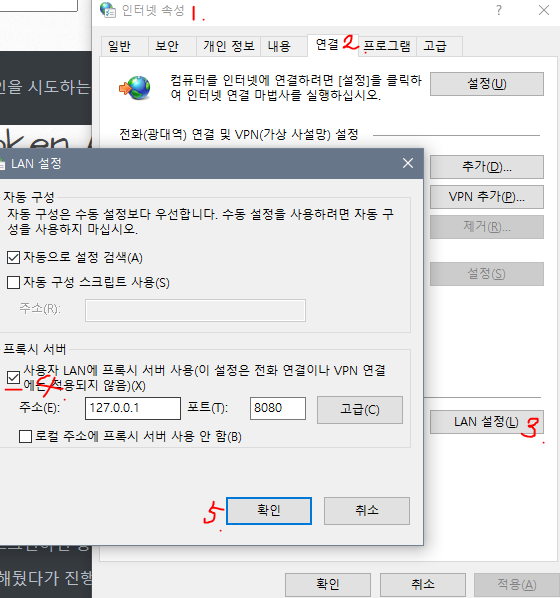 인터넷 속성 1.
일반 보안 개인 정보 내용 연결 2. 프로그램 고급
컴퓨터를 인터넷에 연결하려면 [설정]을 클릭하
여 인터넷 연결 마법사를 실행하십시오.
설정(U)
인을 시도하는
전화(광대역) 연결 및 VPN(가상 사설망) 설정
추가(D)...
VPN 추가(P)...
제거(R)...
설정(S)
LAN 설정(L)
3.
LAN 설정
자동 구성
자동 구성은 수동 설정보다 우선합니다. 수동 설정을 사용하려면 자동 구
성을 사용하지 마십시오.
자동으로 설정 검색(A)
자동 구성 스크립트 사용(S)
주소(R):
프록시 서버
사용자 LAN에 프록시 서버 사용(이 설정은 전화 연결이나 VPN 연결
에는 적용되지 않음)(X)
4.
주소(E): 127.0.0.1 포트(T): 8080 고급(C)
로컬 주소에 프록시 서버 사용 안 함(B)
5. 확인 취소
해뒀다가 진행
확인 취소 적용(A)